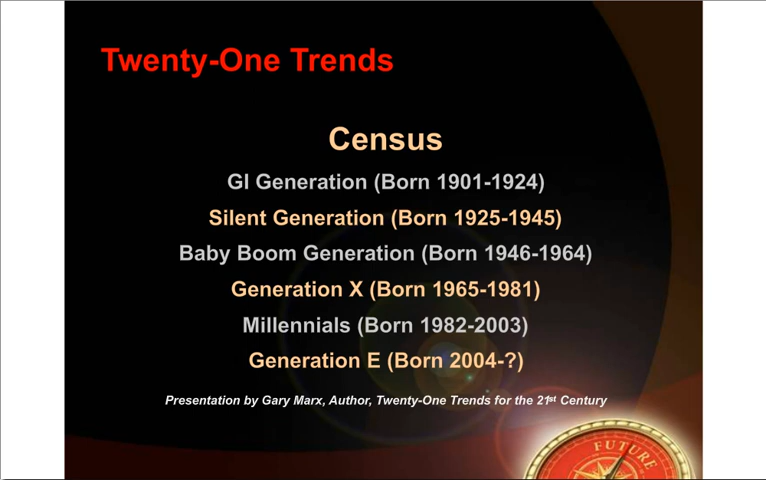 Twenty-One Trends
Census
GI Generation (Born 1901-1924)
Silent Generation (Born 1925-1945)
Baby Boom Generation (Born 1946-1964)
Generation X (Born 1965-1981)
Millennials (Born 1982-2003)
Generation E (Born 2004-?)
Presentation by Gary Marx, Author, Twenty-One Trends for the 21st Century
FUTURE